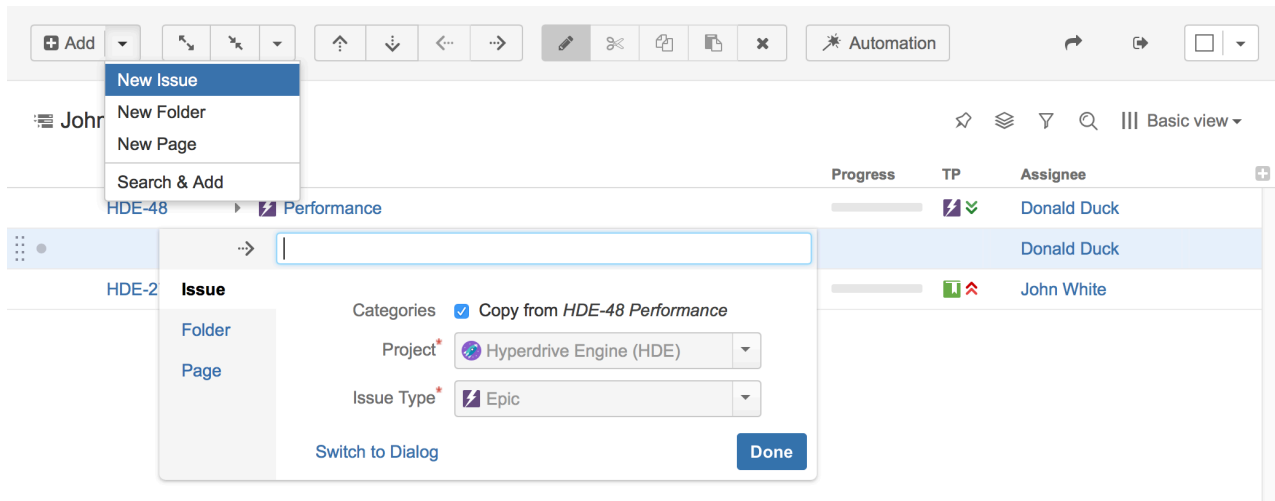 Add
Automation
New Issue
New Folder
New Page
Search & Add
Basic view
Progress TP Assignee
HDE-48 Performance Donald Duck
Donald Duck
John White
Issue
Folder
Page
Categories Copy from HDE-48 Performance
Project* Hyperdrive Engine (HDE)
Issue Type* Epic
Switch to Dialog Done